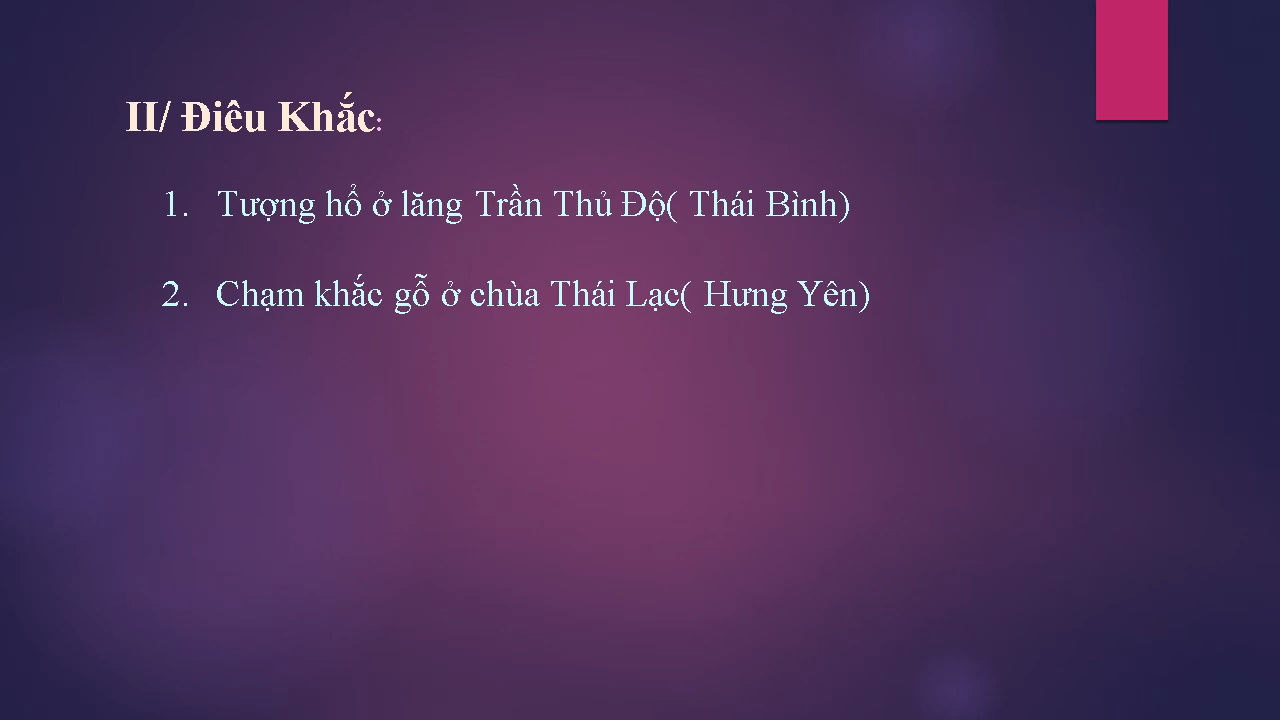 II/ Điêu Khắc:
1. Tượng hổ ở lăng Trần Thủ Độ( Thái Bình)
2. Chạm khắc gỗ ở chùa Thái Lạc( Hưng Yên)